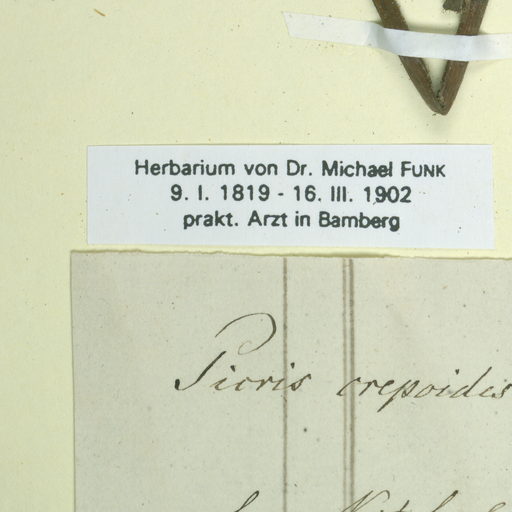 Herbarium von Dr. Michael FUNK
9. I. 1819 - 16. III. 1902
prakt. Arzt in Bamberg
Picris crepoides